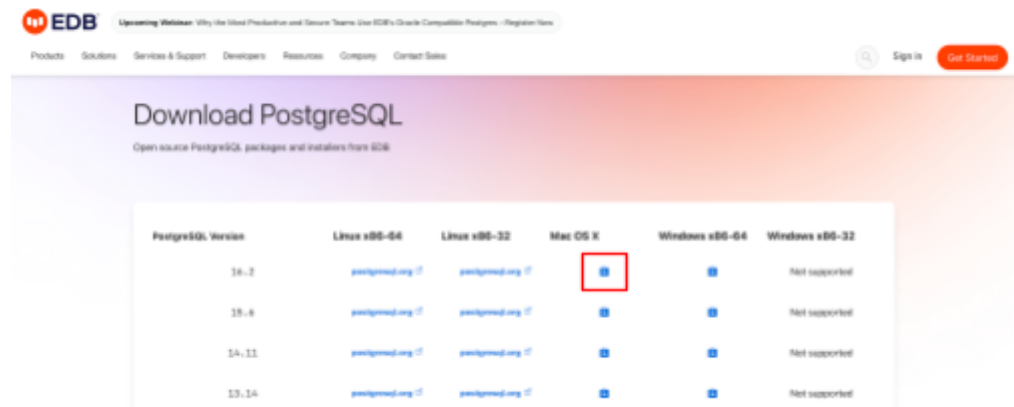 EDB
Upcoming Webinar: Why the Most Productive and Secure Teams Use EDB's Oracle Compatible Postgres - Register Now
Products Solutions Services & Support Developers Resources Company Contact Sales Sign in Get Started
Download PostgreSQL
Open source PostgreSQL packages and installers from EDB
PostgreSQL Version Linux x86-64 Linux x86-32 Mac OS X Windows x86-64 Windows x86-32
16.2 postgresql.org postgresql.org Not supported
15.6 postgresql.org postgresql.org Not supported
14.11 postgresql.org postgresql.org Not supported
13.14 postgresql.org postgresql.org Not supported